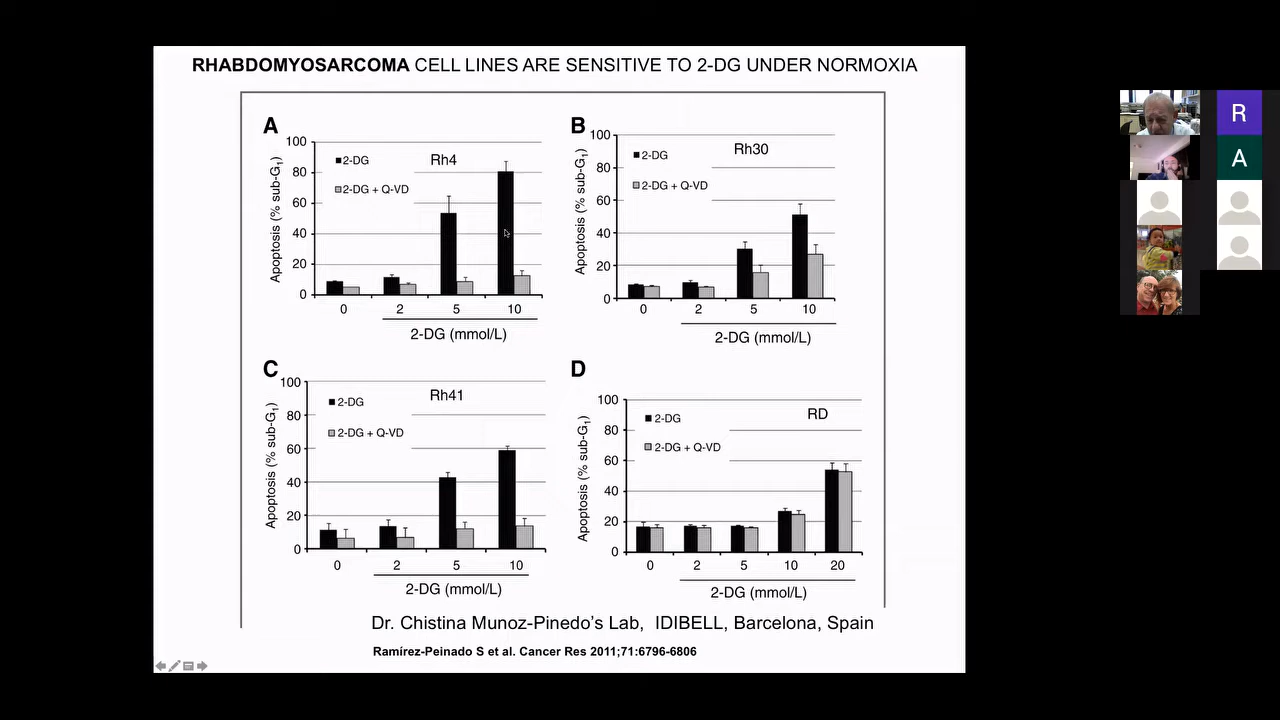 RHABDOMYOSARCOMA CELL LINES ARE SENSITIVE TO 2-DG UNDER NORMOXIA
A
100
80
60
40
20
0
Apoptosis (% sub-G1)
2-DG
2-DG + Q-VD
Rh4
0 2 5 10
2-DG (mmol/L)
B
100
80
60
40
20
0
Apoptosis (% sub-G1)
2-DG
2-DG + Q-VD
Rh30
0 2 5 10
2-DG (mmol/L)
C
100
80
60
40
20
0
Apoptosis (% sub-G1)
2-DG
2-DG + Q-VD
Rh41
0 2 5 10
2-DG (mmol/L)
D
100
80
60
40
20
0
Apoptosis (% sub-G1)
2-DG
2-DG + Q-VD
RD
0 2 5 10 20
2-DG (mmol/L)
Dr. Chistina Munoz-Pinedo's Lab, IDIBELL, Barcelona, Spain
Ramírez-Peinado S et al. Cancer Res 2011;71:6796-6806
R
A